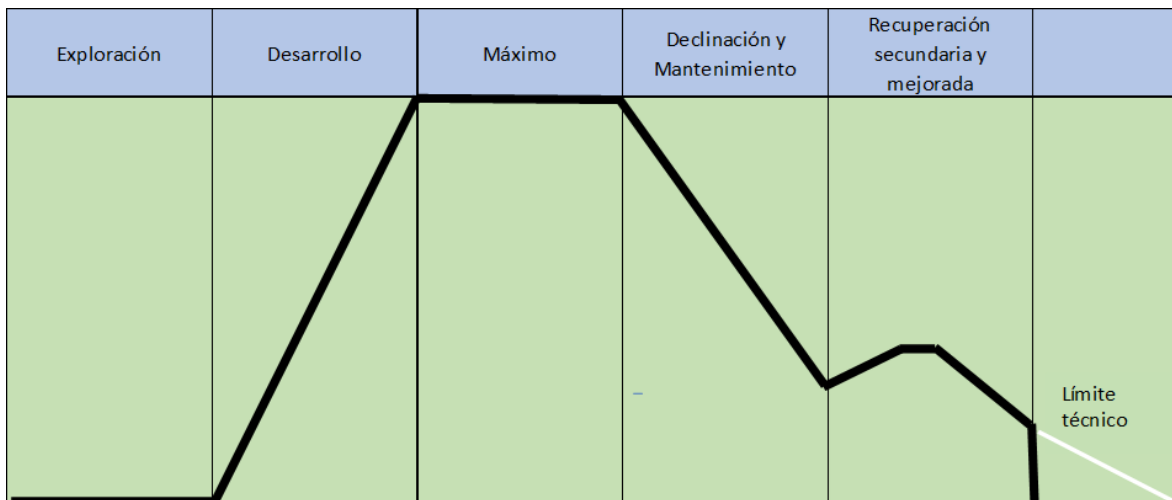 Exploración
Desarrollo
Máximo
Declinación y
Mantenimiento
Recuperación
secundaria y
mejorada
Límite
técnico